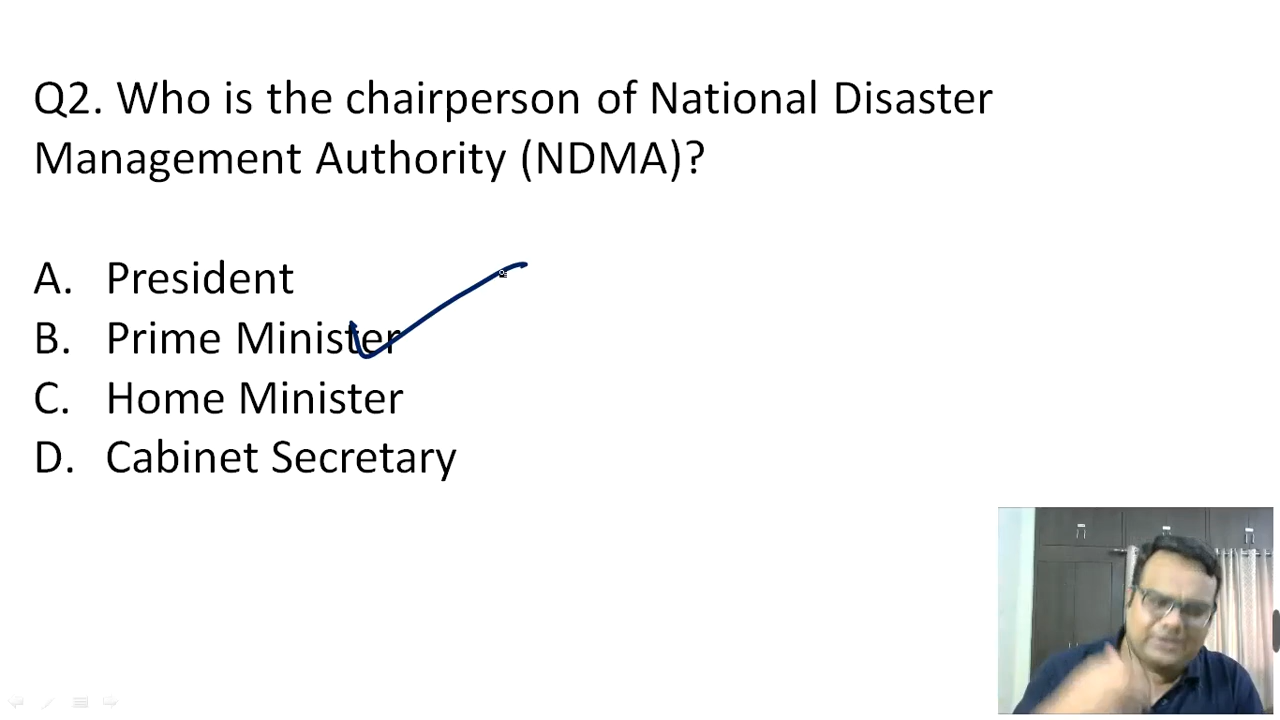 Q2. Who is the chairperson of National Disaster
Management Authority (NDMA)?
A. President
B. Prime Minister
C. Home Minister
D. Cabinet Secretary